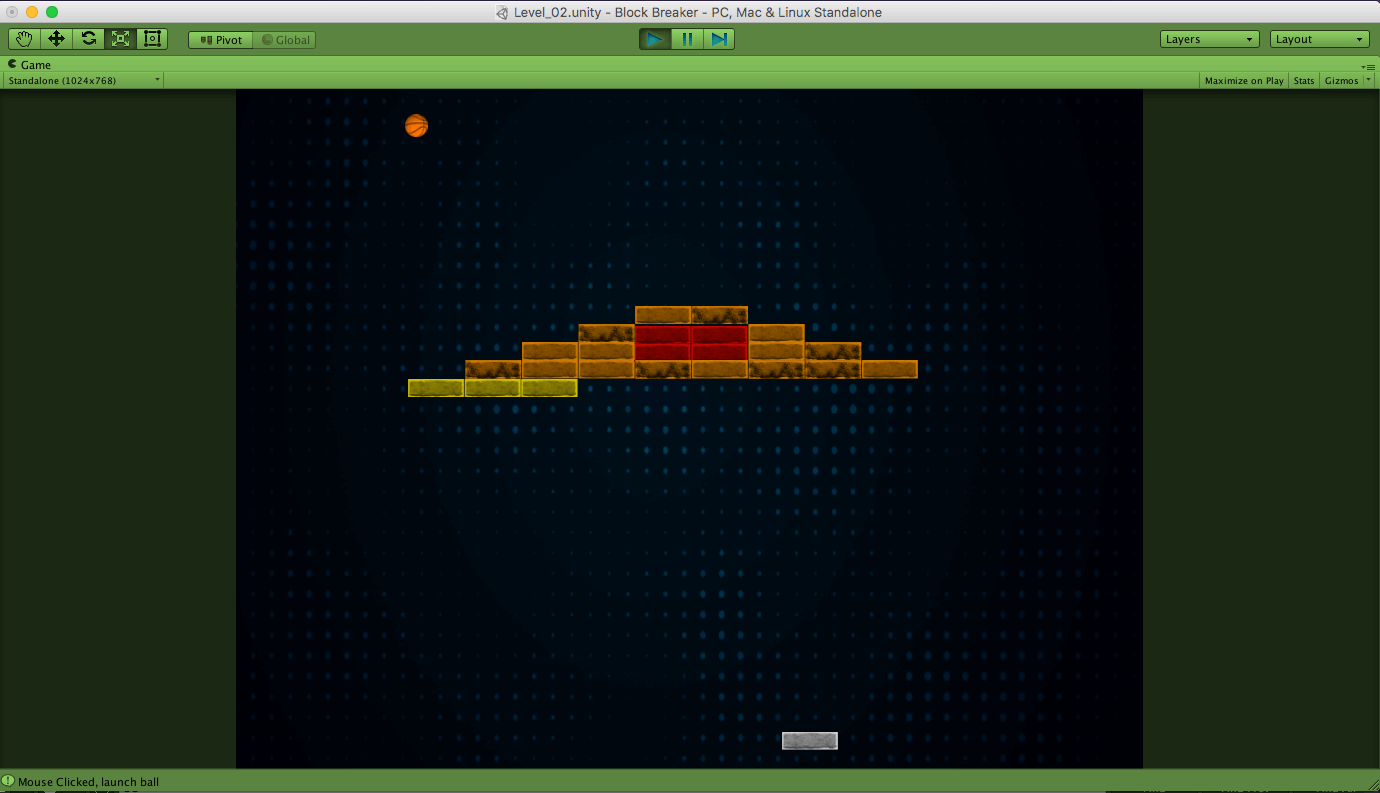 Level_02.unity - Block Breaker - PC, Mac & Linux Standalone
Pivot Global Layers Layout
Game
Standalone (1024x768) Maximize on Play Stats Gizmos
Mouse Clicked, launch ball